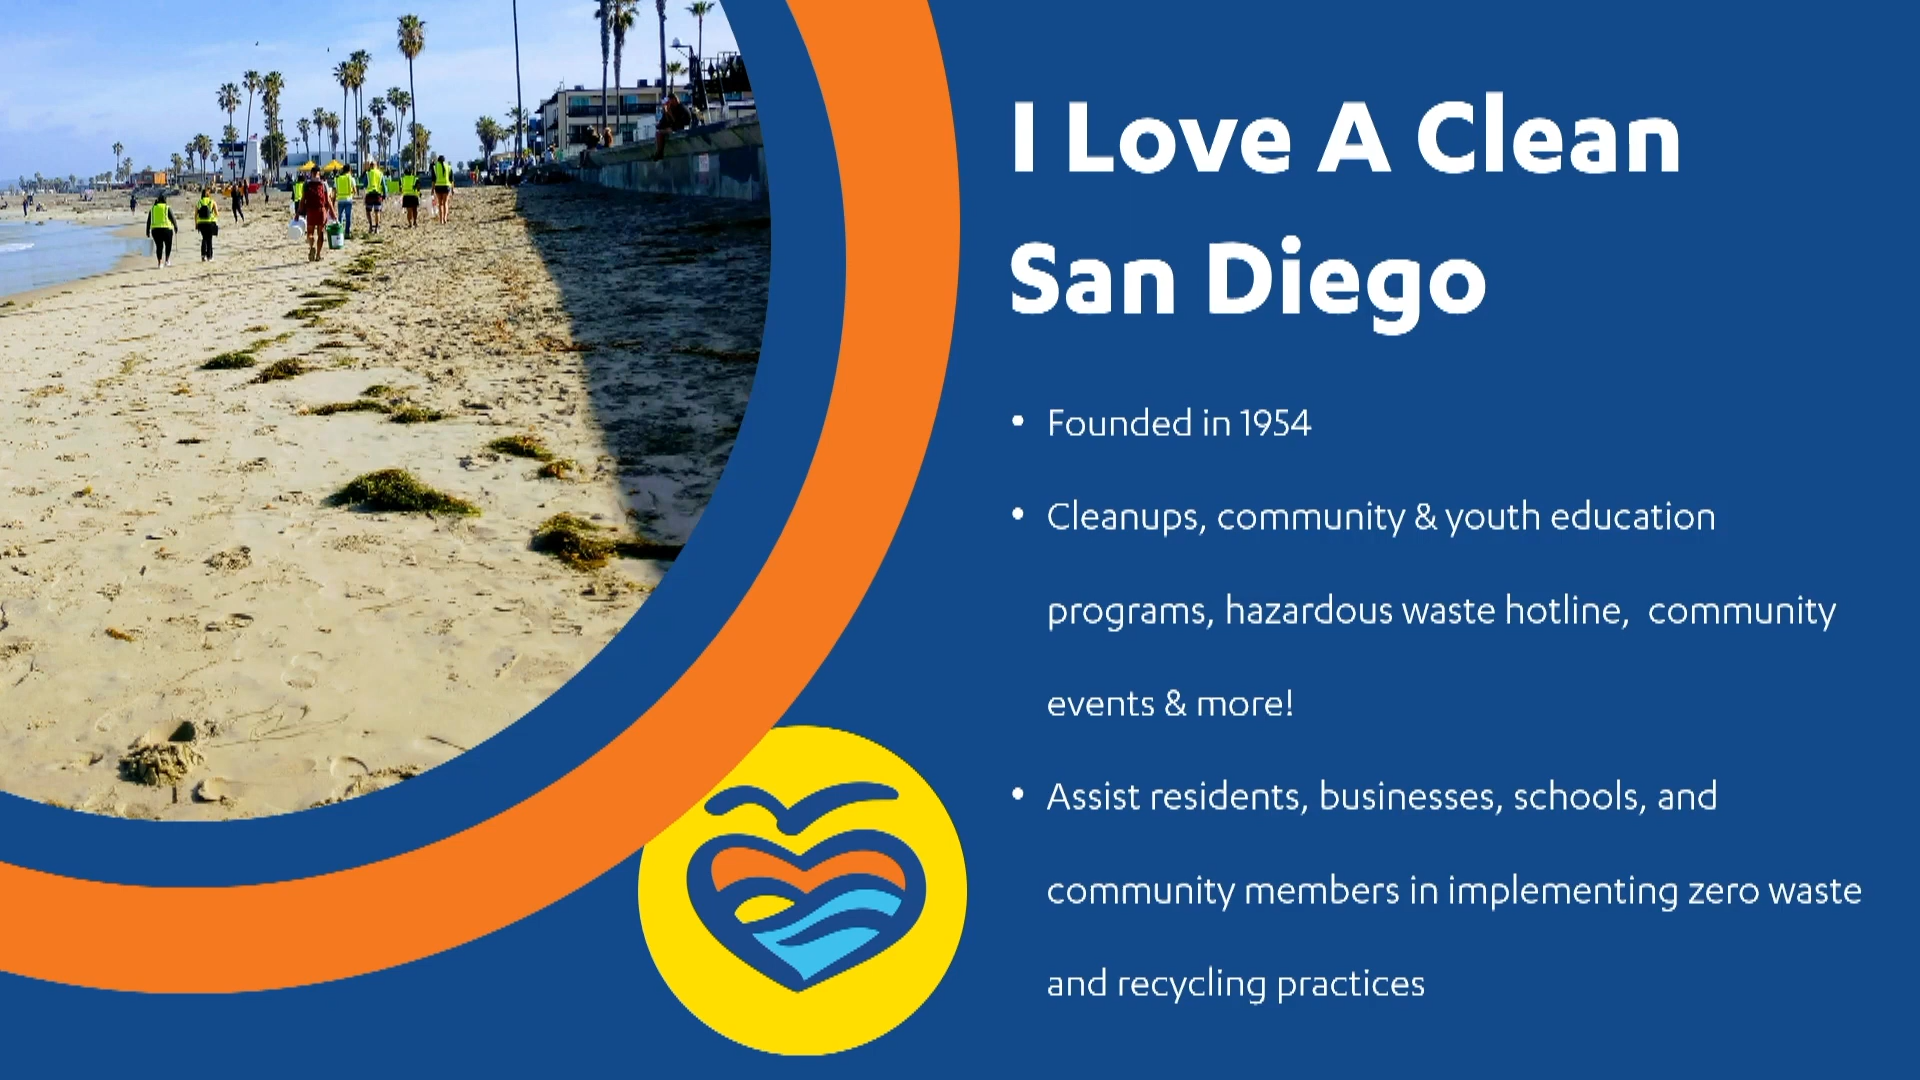 I Love A Clean
San Diego
• Founded in 1954
• Cleanups, community & youth education
programs, hazardous waste hotline,  community
events & more!
• Assist residents, businesses, schools, and
community members in implementing zero waste
and recycling practices